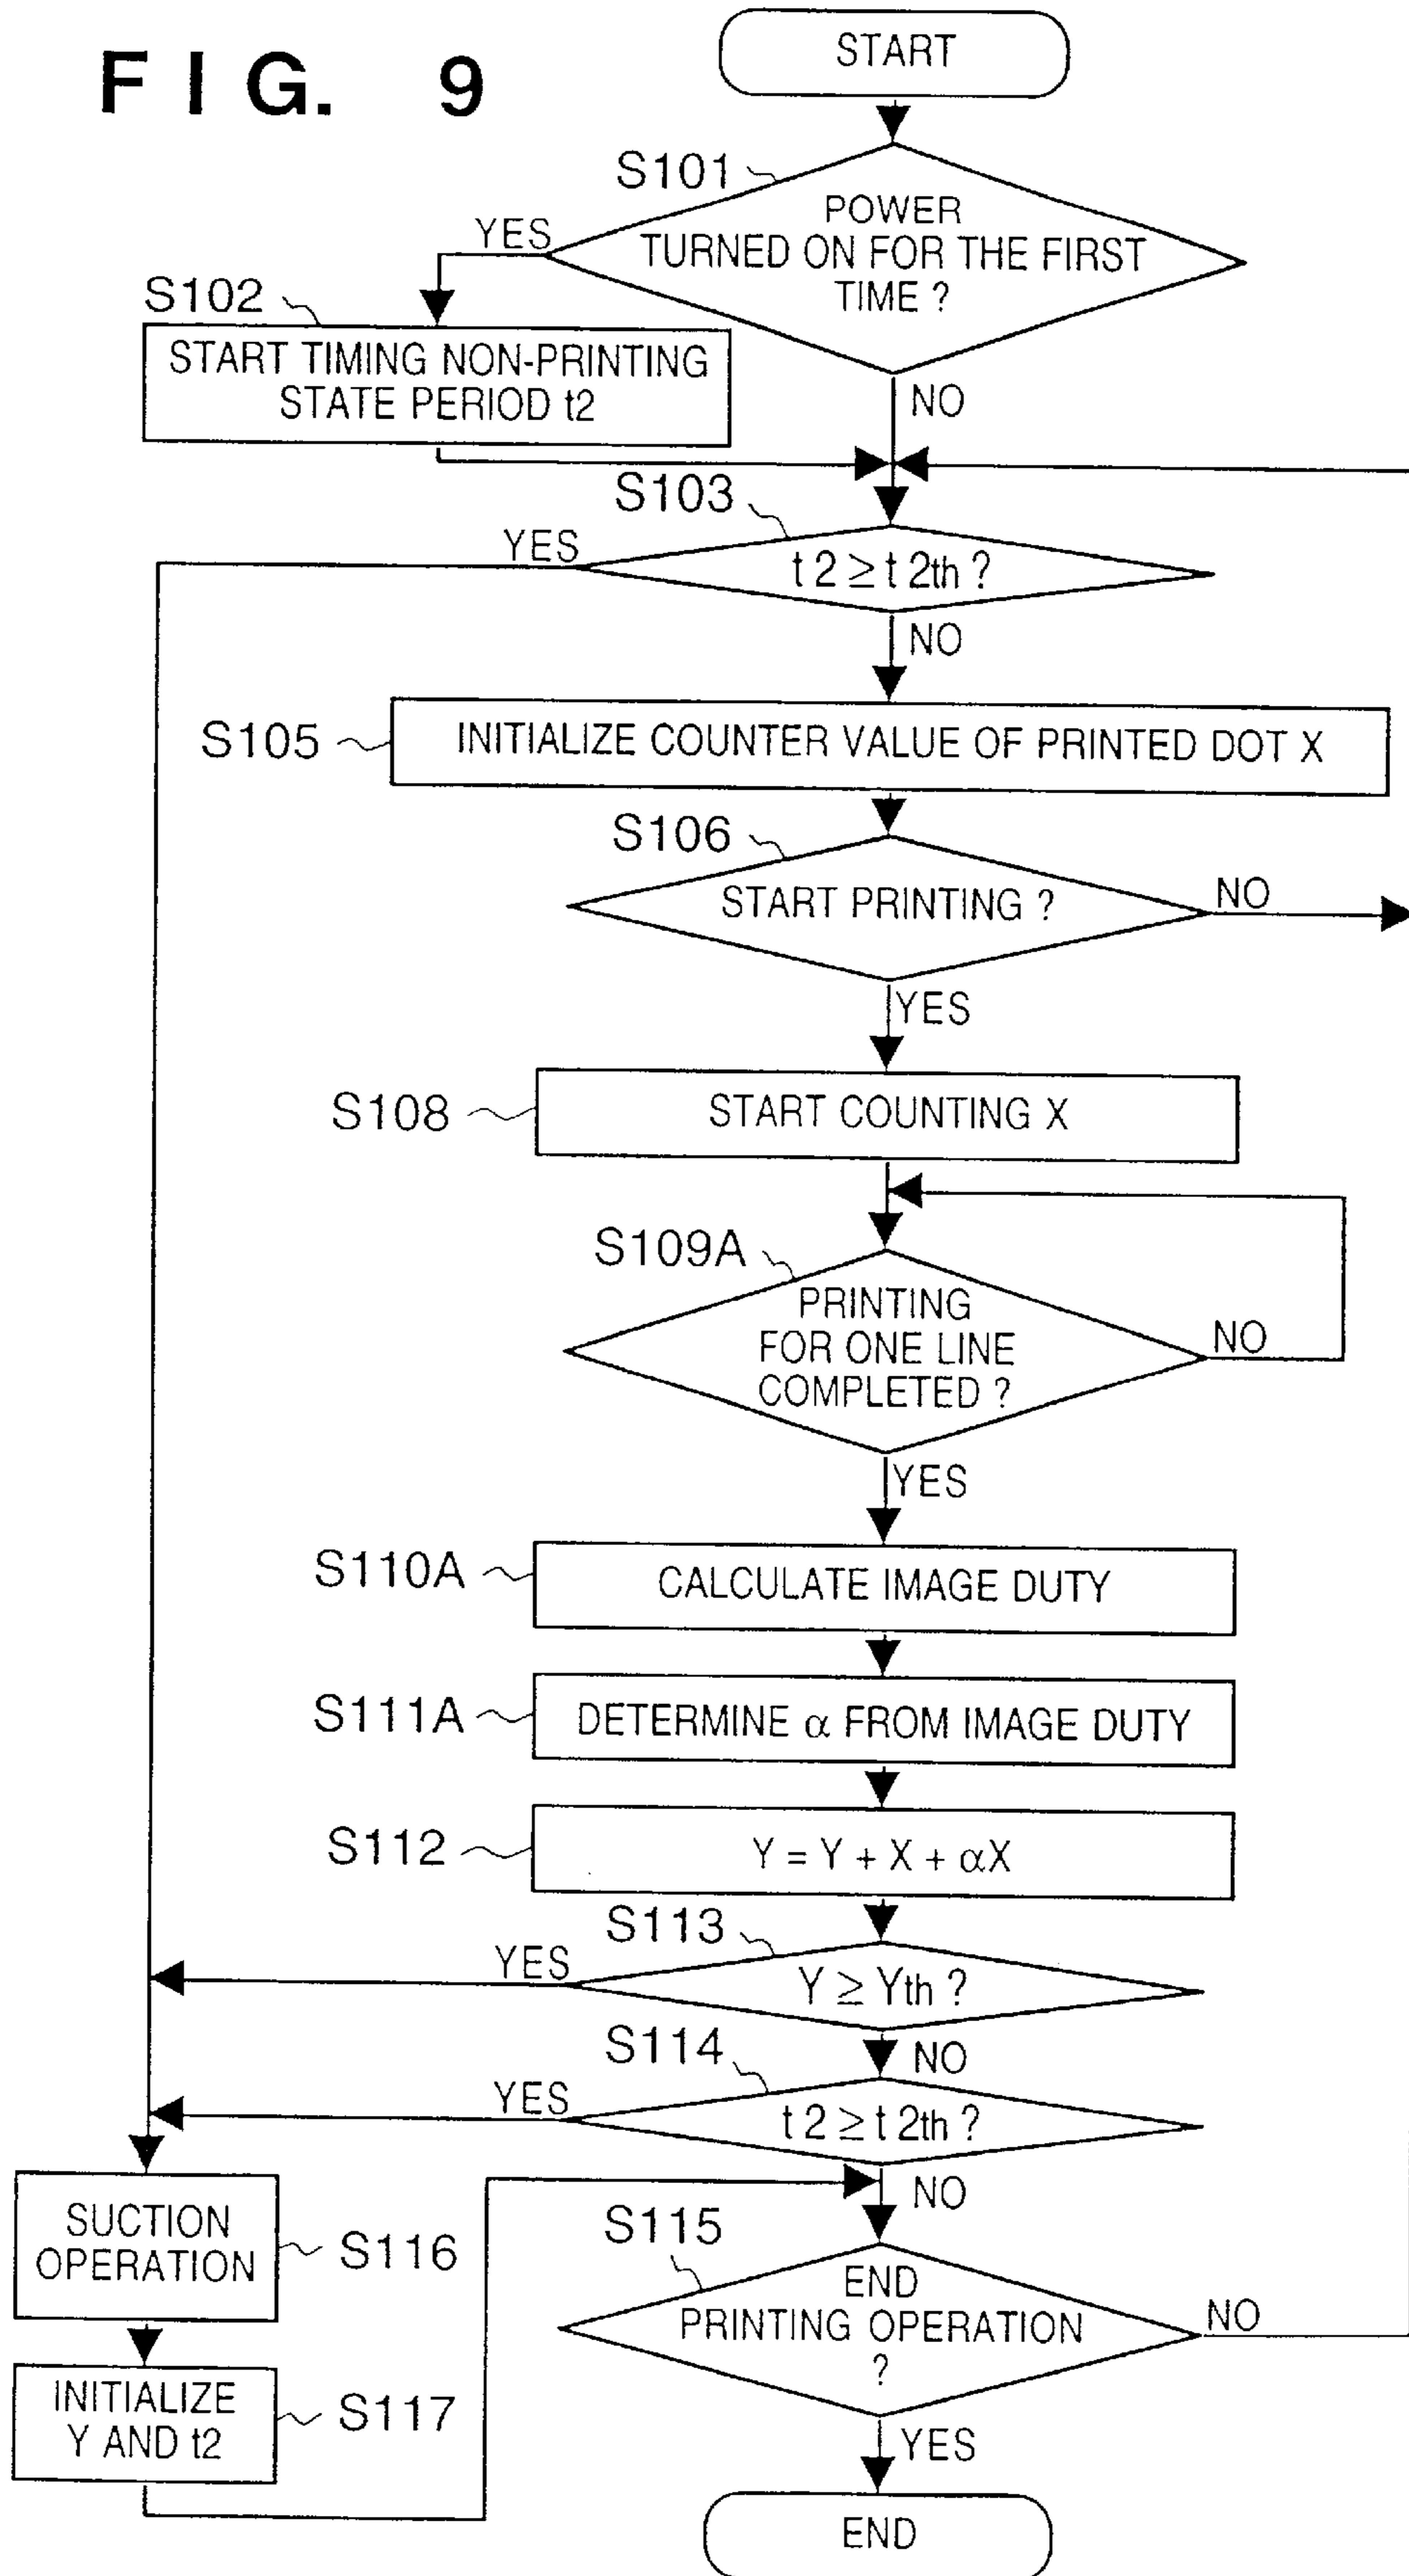 FIG. 9
START
S101
POWER
TURNED ON FOR THE FIRST
TIME ?
YES
NO
S102
START TIMING NON-PRINTING
STATE PERIOD t2
S103
t 2 ≥ t 2th ?
YES
NO
S105
INITIALIZE COUNTER VALUE OF PRINTED DOT X
S106
START PRINTING ?
NO
YES
S108
START COUNTING X
S109A
PRINTING
FOR ONE LINE
COMPLETED ?
NO
YES
S110A
CALCULATE IMAGE DUTY
S111A
DETERMINE α FROM IMAGE DUTY
S112
Y = Y + X + αX
S113
YES
Y ≥ Yth ?
NO
S114
YES
t 2 ≥ t 2th ?
NO
SUCTION
OPERATION
S116
S115
END
PRINTING OPERATION
?
NO
INITIALIZE
Y AND t2
S117
YES
END